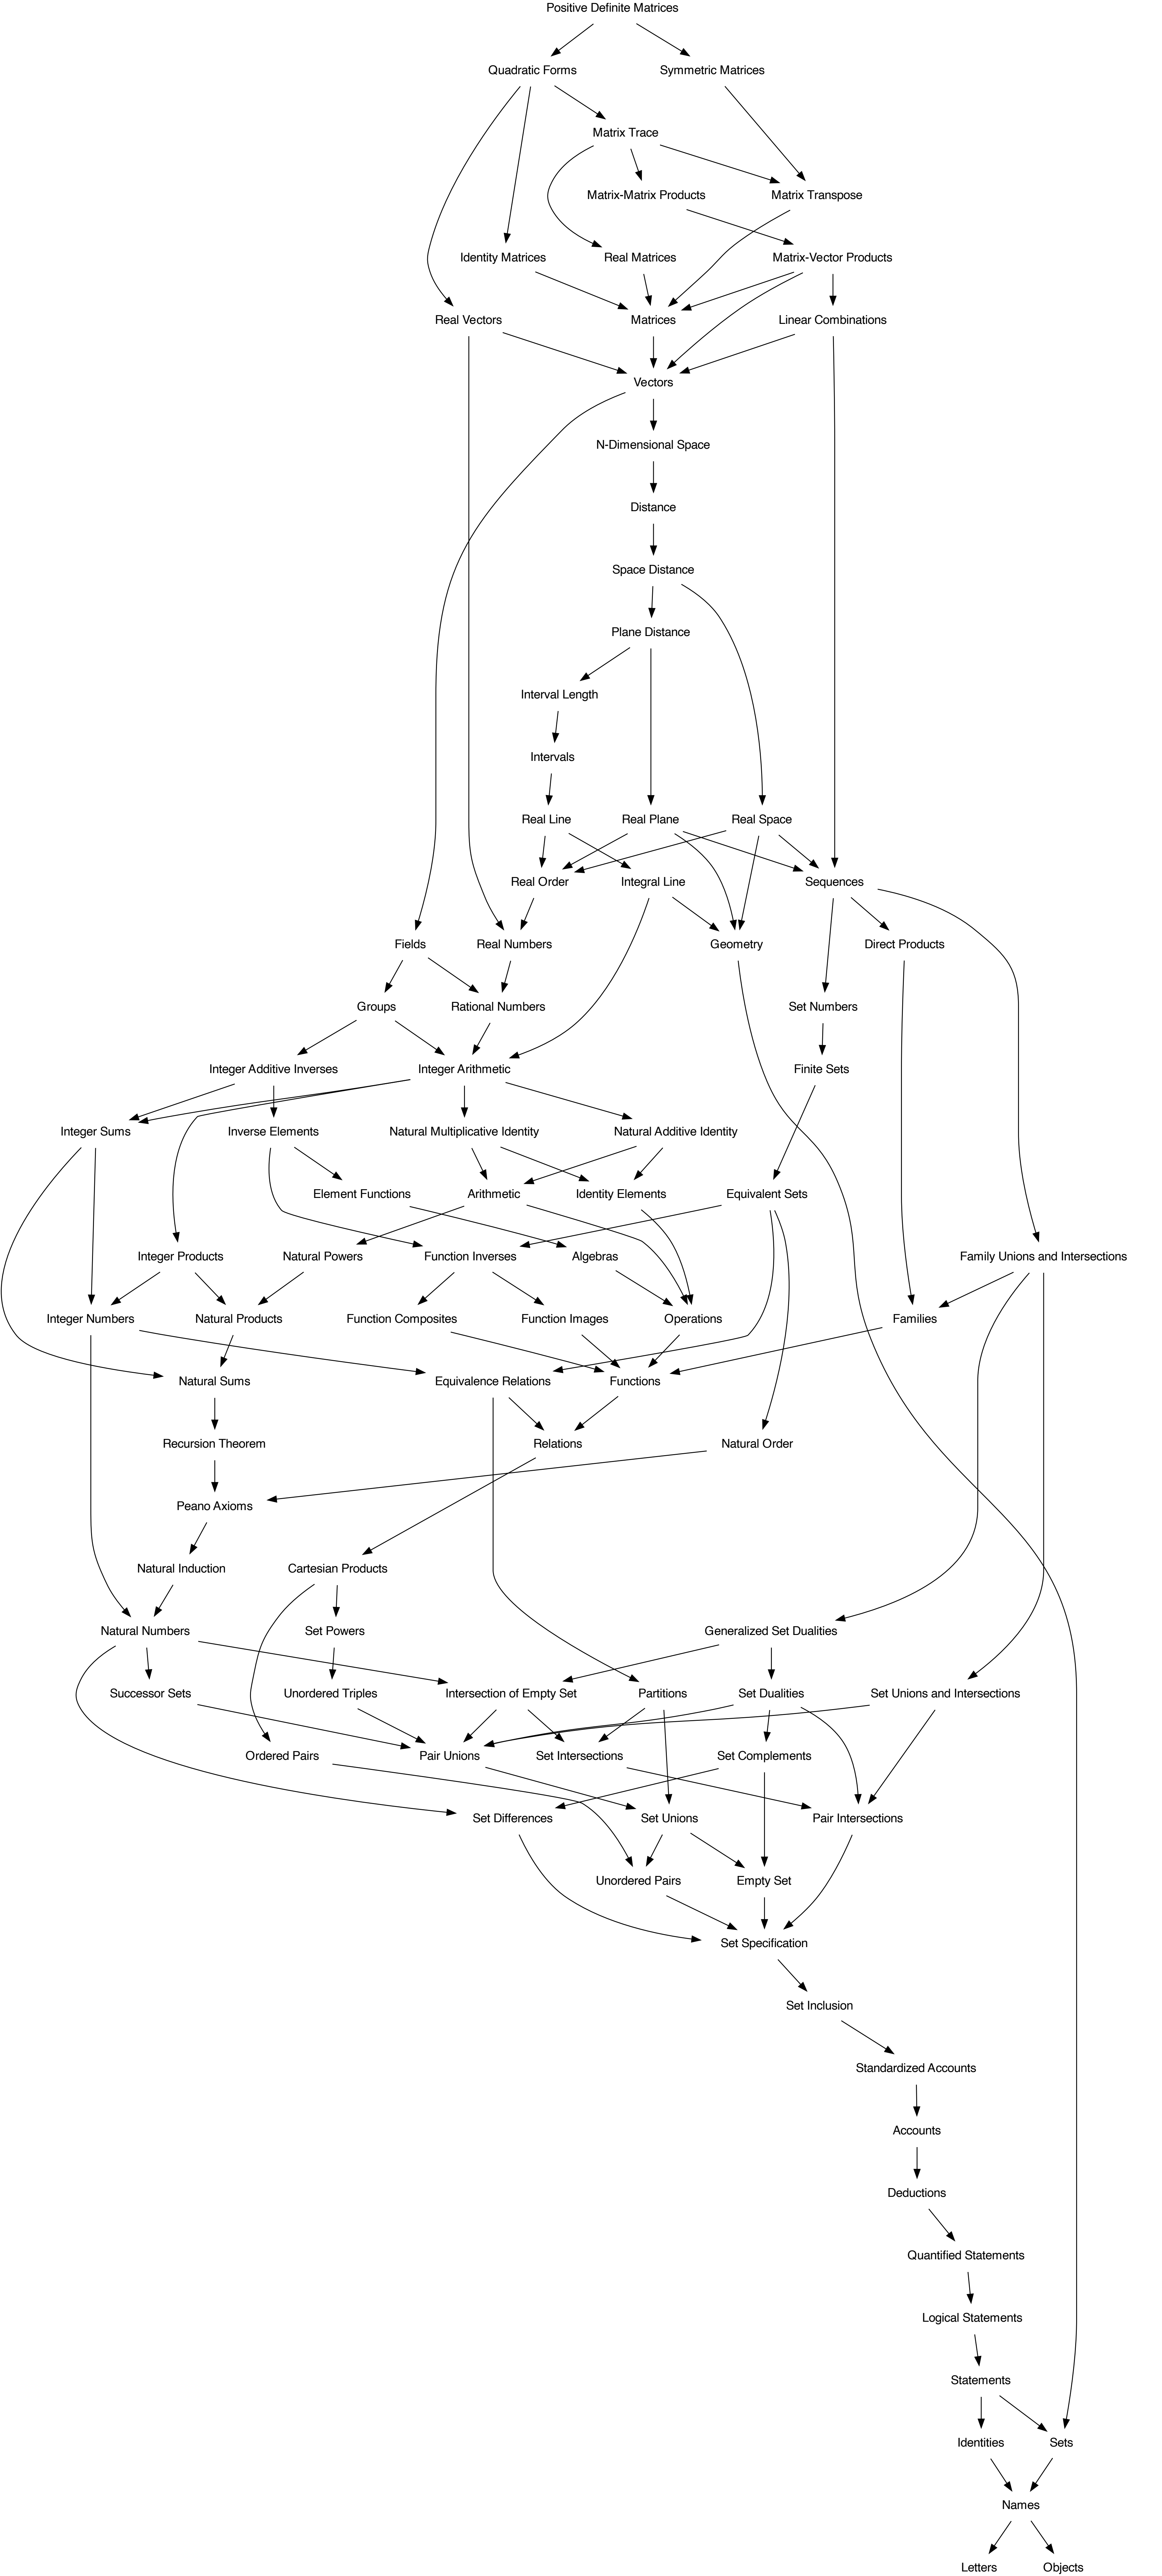 Positive Definite Matrices
Quadratic Forms
Symmetric Matrices
Matrix Trace
Matrix-Matrix Products
Matrix Transpose
Identity Matrices
Real Matrices
Matrix-Vector Products
Real Vectors
Matrices
Linear Combinations
Vectors
N-Dimensional Space
Distance
Space Distance
Plane Distance
Interval Length
Intervals
Real Line
Real Plane
Real Space
Real Order
Integral Line
Sequences
Fields
Real Numbers
Geometry
Direct Products
Groups
Rational Numbers
Set Numbers
Integer Additive Inverses
Integer Arithmetic
Finite Sets
Integer Sums
Inverse Elements
Natural Multiplicative Identity
Natural Additive Identity
Element Functions
Arithmetic
Identity Elements
Equivalent Sets
Integer Products
Natural Powers
Function Inverses
Algebras
Family Unions and Intersections
Integer Numbers
Natural Products
Function Composites
Function Images
Operations
Families
Natural Sums
Equivalence Relations
Functions
Recursion Theorem
Relations
Natural Order
Peano Axioms
Natural Induction
Cartesian Products
Natural Numbers
Set Powers
Generalized Set Dualities
Successor Sets
Unordered Triples
Intersection of Empty Set
Partitions
Set Dualities
Set Unions and Intersections
Ordered Pairs
Pair Unions
Set Intersections
Set Complements
Set Differences
Set Unions
Pair Intersections
Unordered Pairs
Empty Set
Set Specification
Set Inclusion
Standardized Accounts
Accounts
Deductions
Quantified Statements
Logical Statements
Statements
Identities
Sets
Names
Letters
Objects